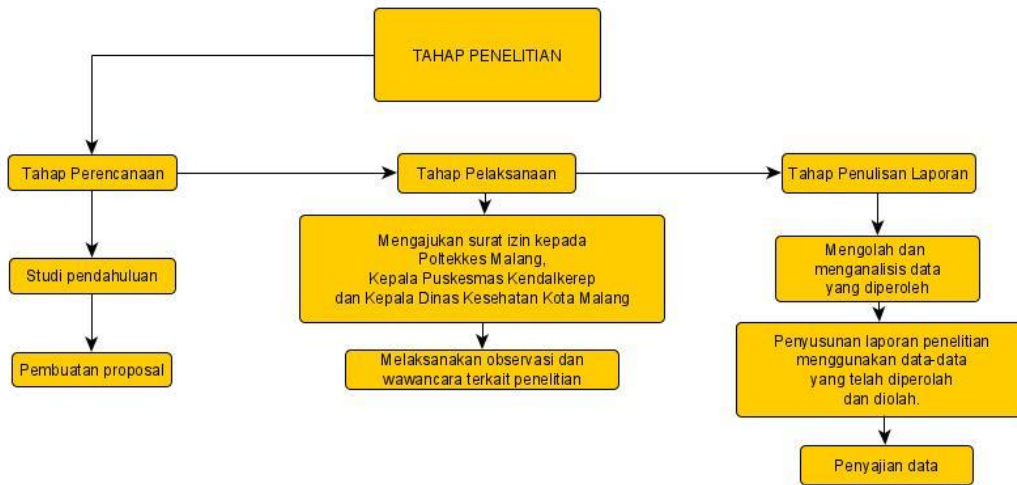 TAHAP PENELITIAN
Tahap Perencanaan
Tahap Pelaksanaan
Tahap Penulisan Laporan
Studi pendahuluan
Pembuatan proposal
Mengajukan surat izin kepada
Poltekkes Malang,
Kepala Puskesmas Kendalkerep
dan Kepala Dinas Kesehatan Kota Malang
Melaksanakan observasi dan
wawancara terkait penelitian
Mengolah dan
menganalisis data
yang diperoleh
Penyusunan laporan penelitian
menggunakan data-data
yang telah diperolah
dan diolah.
Penyajian data